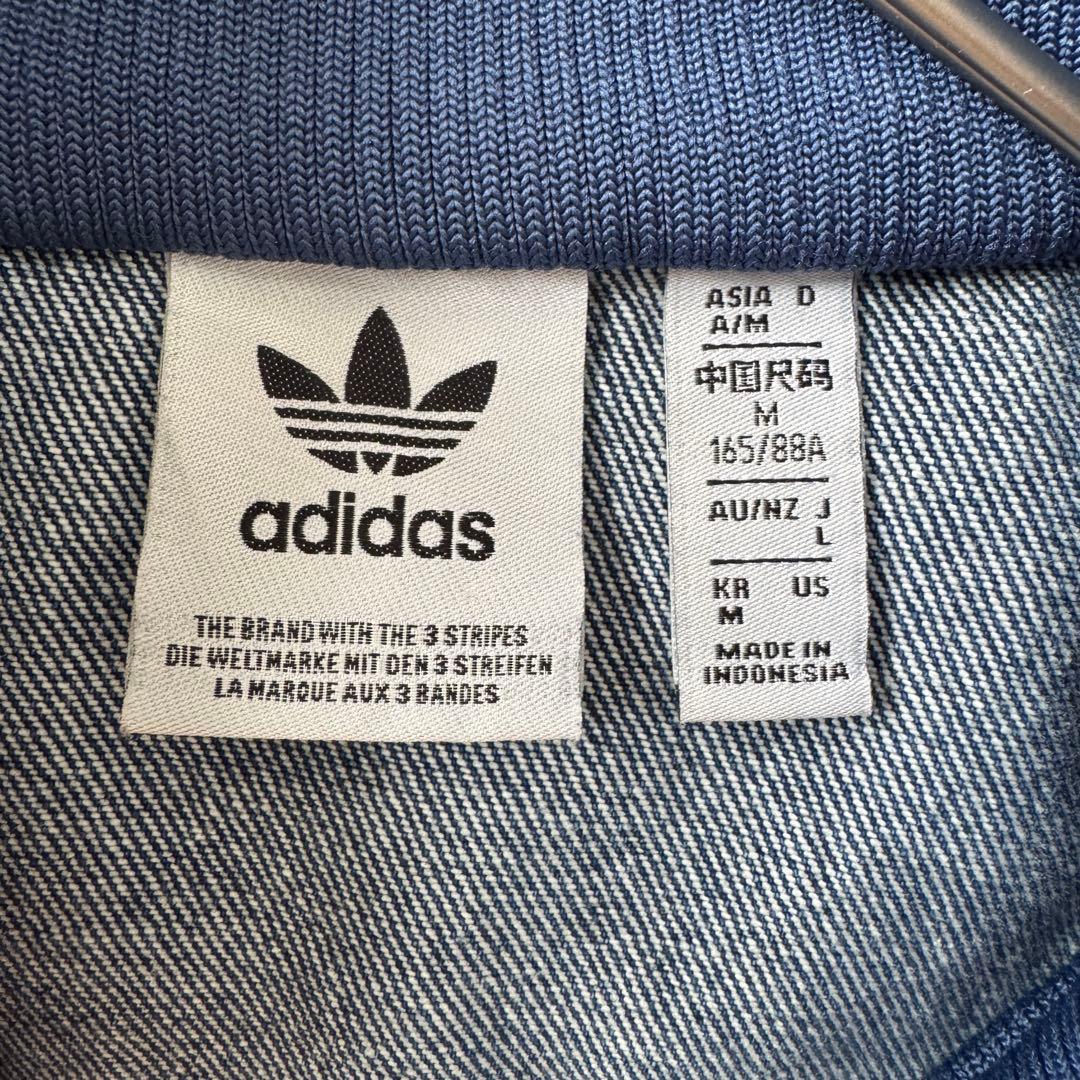 adidas
THE BRAND WITH THE 3 STRIPES
DIE WELTMARKE MIT DEN 3 STREIFEN
LA MARQUE AUX 3 BANDES
ASIA D
A/M
中国尺码
M
165/88A
AU/NZ J
L
KR US
M
MADE IN
INDONESIA